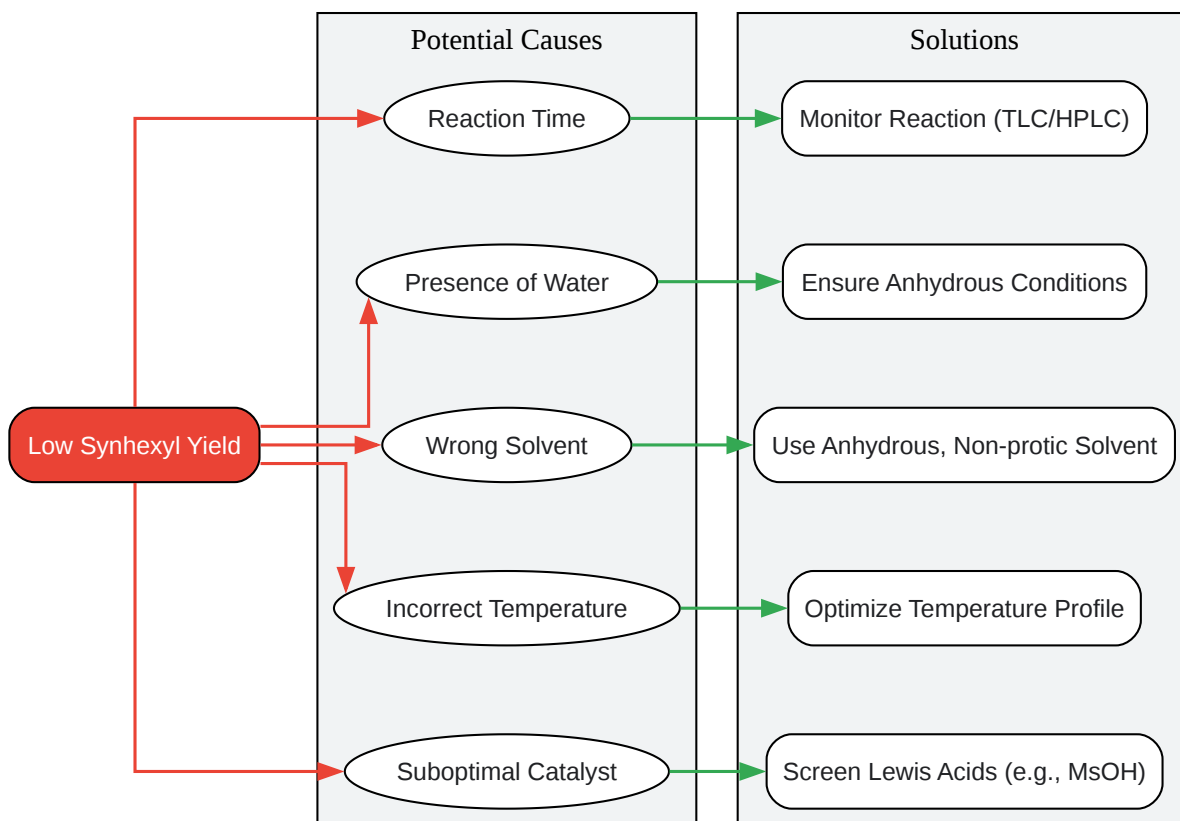 Potential Causes
Solutions
Reaction Time
Monitor Reaction (TLC/HPLC)
Presence of Water
Ensure Anhydrous Conditions
Low Synhexyl Yield
Wrong Solvent
Use Anhydrous, Non-protic Solvent
Incorrect Temperature
Optimize Temperature Profile
Suboptimal Catalyst
Screen Lewis Acids (e.g., MsOH)